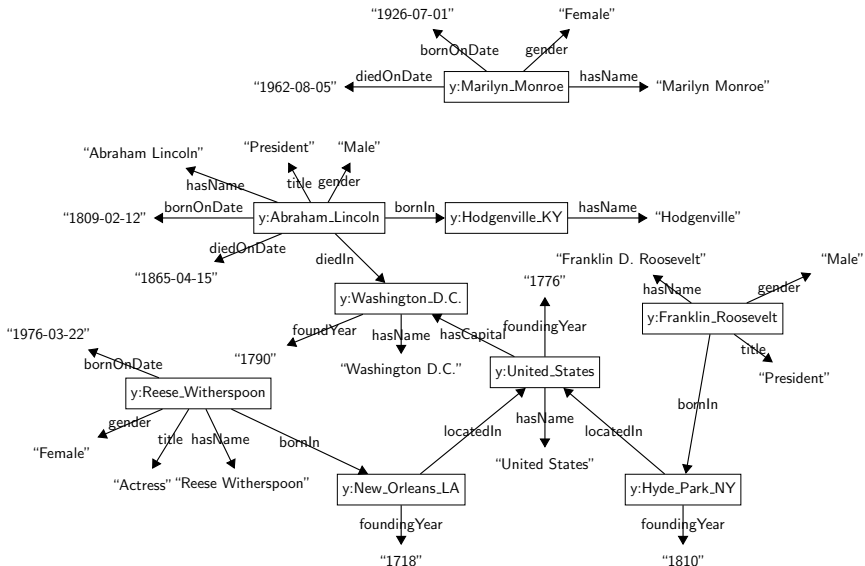 “1926-07-01”
“Female”
bornOnDate
gender
“1962-08-05”
diedOnDate
y:Marilyn_Monroe
hasName
“Marilyn Monroe”
“Abraham Lincoln”
“President”
“Male”
hasName
title
gender
“1809-02-12”
bornOnDate
y:Abraham_Lincoln
bornIn
y:Hodgenville_KY
hasName
“Hodgenville”
diedOnDate
“1865-04-15”
diedIn
“Franklin D. Roosevelt”
“Male”
hasName
gender
“1776”
y:Washington_D.C.
y:Franklin_Roosevelt
foundYear
hasName
hasCapital
foundingYear
title
“1976-03-22”
“1790”
“Washington D.C.”
bornOnDate
y:United_States
“President”
y:Reese_Witherspoon
bornIn
gender
title
hasName
bornIn
locatedIn
hasName
locatedIn
“Female”
“Actress”
“Reese Witherspoon”
“United States”
y:New_Orleans_LA
y:Hyde_Park_NY
foundingYear
foundingYear
“1718”
“1810”